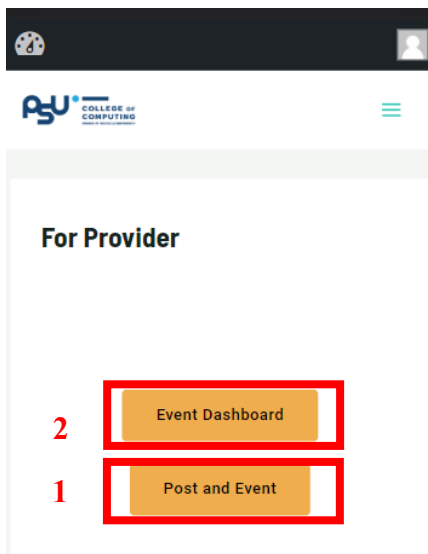 PSU
COLLEGE OF
COMPUTING
For Provider
2
Event Dashboard
1
Post and Event